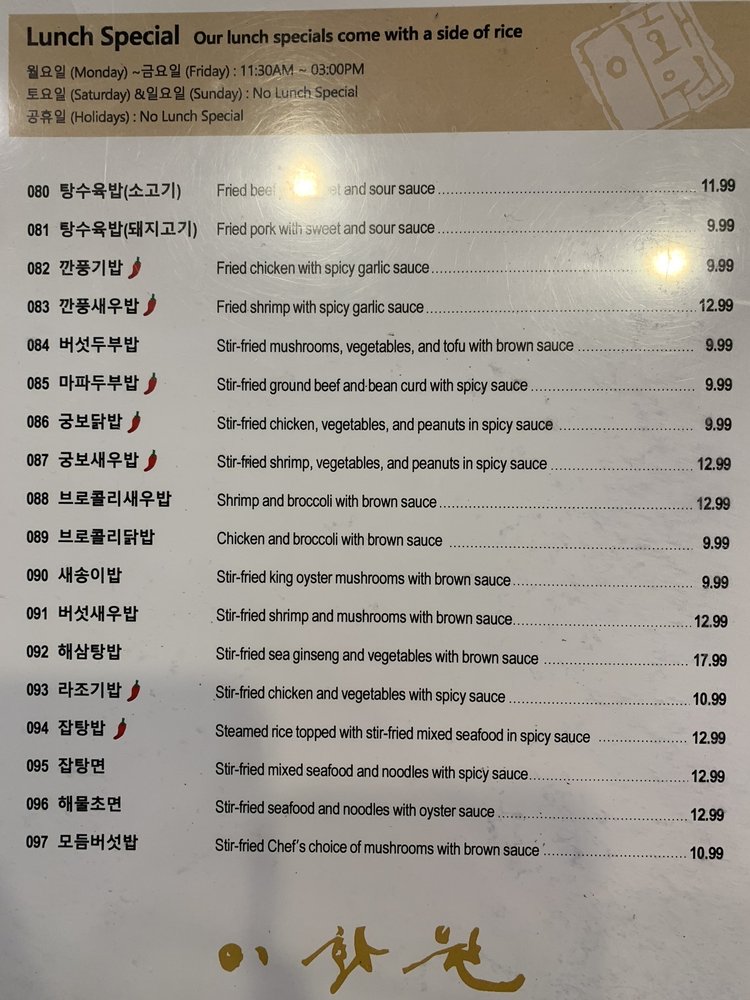 Lunch Special Our lunch specials come with a side of rice
월요일 (Monday) ~금요일 (Friday) : 11:30AM ~ 03:00PM
토요일 (Saturday) &일요일 (Sunday) : No Lunch Special
공휴일 (Holidays) : No Lunch Special
이화원
080 탕수육밥(소고기) Fried beef and sour sauce 11.99
081 탕수육밥(돼지고기) Fried pork with sweet and sour sauce 9.99
082 깐풍기밥 Fried chicken with spicy garlic sauce 9.99
083 깐풍새우밥 Fried shrimp with spicy garlic sauce 12.99
084 버섯두부밥 Stir-fried mushrooms, vegetables, and tofu with brown sauce 9.99
085 마파두부밥 Stir-fried ground beef and bean curd with spicy sauce 9.99
086 궁보닭밥 Stir-fried chicken, vegetables, and peanuts in spicy sauce 9.99
087 궁보새우밥 Stir-fried shrimp, vegetables, and peanuts in spicy sauce 12.99
088 브로콜리새우밥 Shrimp and broccoli with brown sauce 12.99
089 브로콜리닭밥 Chicken and broccoli with brown sauce 9.99
090 새송이밥 Stir-fried king oyster mushrooms with brown sauce 9.99
091 버섯새우밥 Stir-fried shrimp and mushrooms with brown sauce 12.99
092 해삼탕밥 Stir-fried sea ginseng and vegetables with brown sauce 17.99
093 라조기밥 Stir-fried chicken and vegetables with spicy sauce 10.99
094 잡탕밥 Steamed rice topped with stir-fried mixed seafood in spicy sauce 12.99
095 잡탕면 Stir-fried mixed seafood and noodles with spicy sauce 12.99
096 해물초면 Stir-fried seafood and noodles with oyster sauce 12.99
097 모듬버섯밥 Stir-fried Chef's choice of mushrooms with brown sauce 10.99
이화원